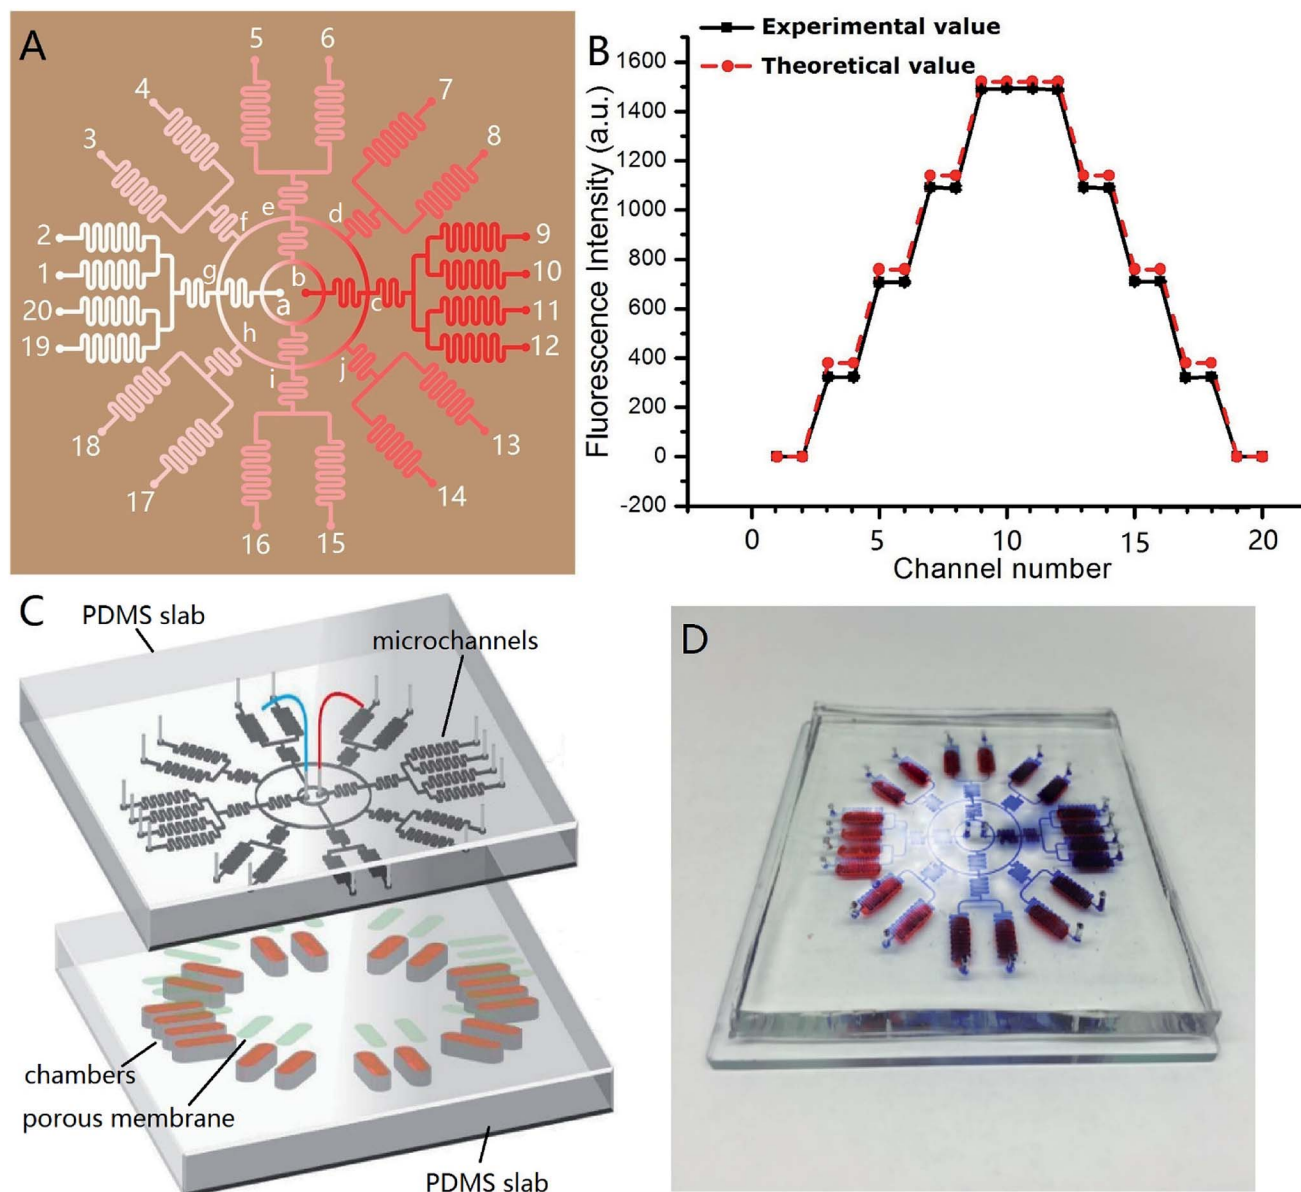 A
5
6
4
7
3
8
e
d
f
2
9
g
b
1
10
c
a
20
11
h
19
12
i
j
18
13
17
14
16
15
B
Experimental value
Theoretical value
Fluorescence Intensity (a.u.)
1600
1400
1200
1000
800
600
400
200
0
-200
0
5
10
15
20
Channel number
C
PDMS slab
microchannels
chambers
porous membrane
PDMS slab
D